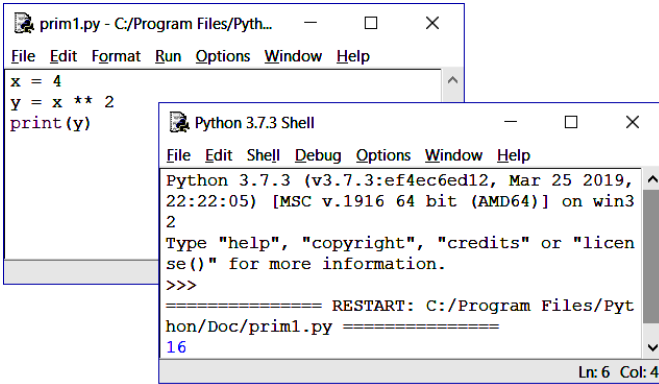 prim1.py - C:/Program Files/Pyth...
File Edit Format Run Options Window Help
x = 4
y = x ** 2
print(y)
Python 3.7.3 Shell
File Edit Shell Debug Options Window Help
Python 3.7.3 (v3.7.3:ef4ec6ed12, Mar 25 2019,
22:22:05) [MSC v.1916 64 bit (AMD64)] on win3
2
Type "help", "copyright", "credits" or "licen
se()" for more information.
>>>
=============== RESTART: C:/Program Files/Pyt
hon/Doc/prim1.py ===============
16
Ln: 6 Col: 4